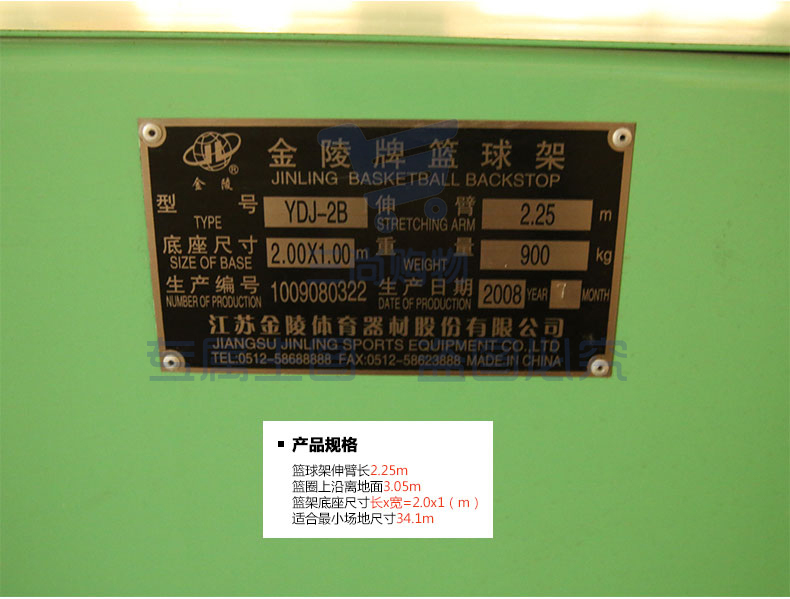 JL ®
金陵
金陵牌篮球架
JINLING BASKETBALL BACKSTOP
型号 YDJ-2B 伸臂 2.25 m
TYPE STRETCHING ARM
底座尺寸 2.00X1.00 m 重量 900 kg
SIZE OF BASE WEIGHT
生产编号 1009080322 生产日期 2008 YEAR 7 MONTH
NUMBER OF PRODUCTION DATE OF PRODUCTION
江苏金陵体育器材股份有限公司
JIANGSU JINLING SPORTS EQUIPMENT CO.,LTD
TEL:0512-58688888 FAX:0512-58623888 MADE IN CHINA
产品规格
篮球架伸臂长2.25m
篮圈上沿离地面3.05m
篮架底座尺寸长x宽=2.0x1（m）
适合最小场地尺寸34.1m